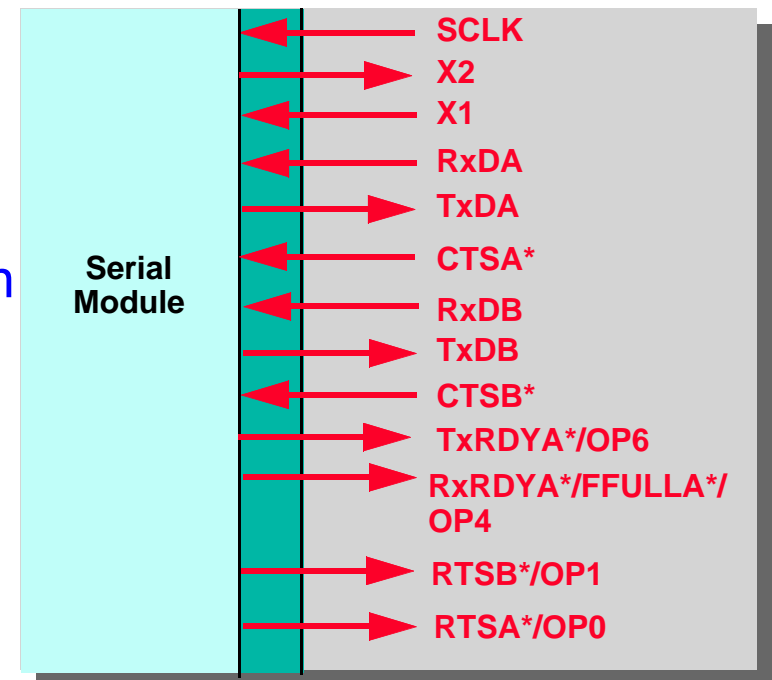 SCLK
X2
X1
RxDA
TxDA
Serial
Module
n
CTSA*
RxDB
TxDB
CTSB*
TxRDYA*/OP6
RxRDYA*/FFULLA*/
OP4
RTSB*/OP1
RTSA*/OP0